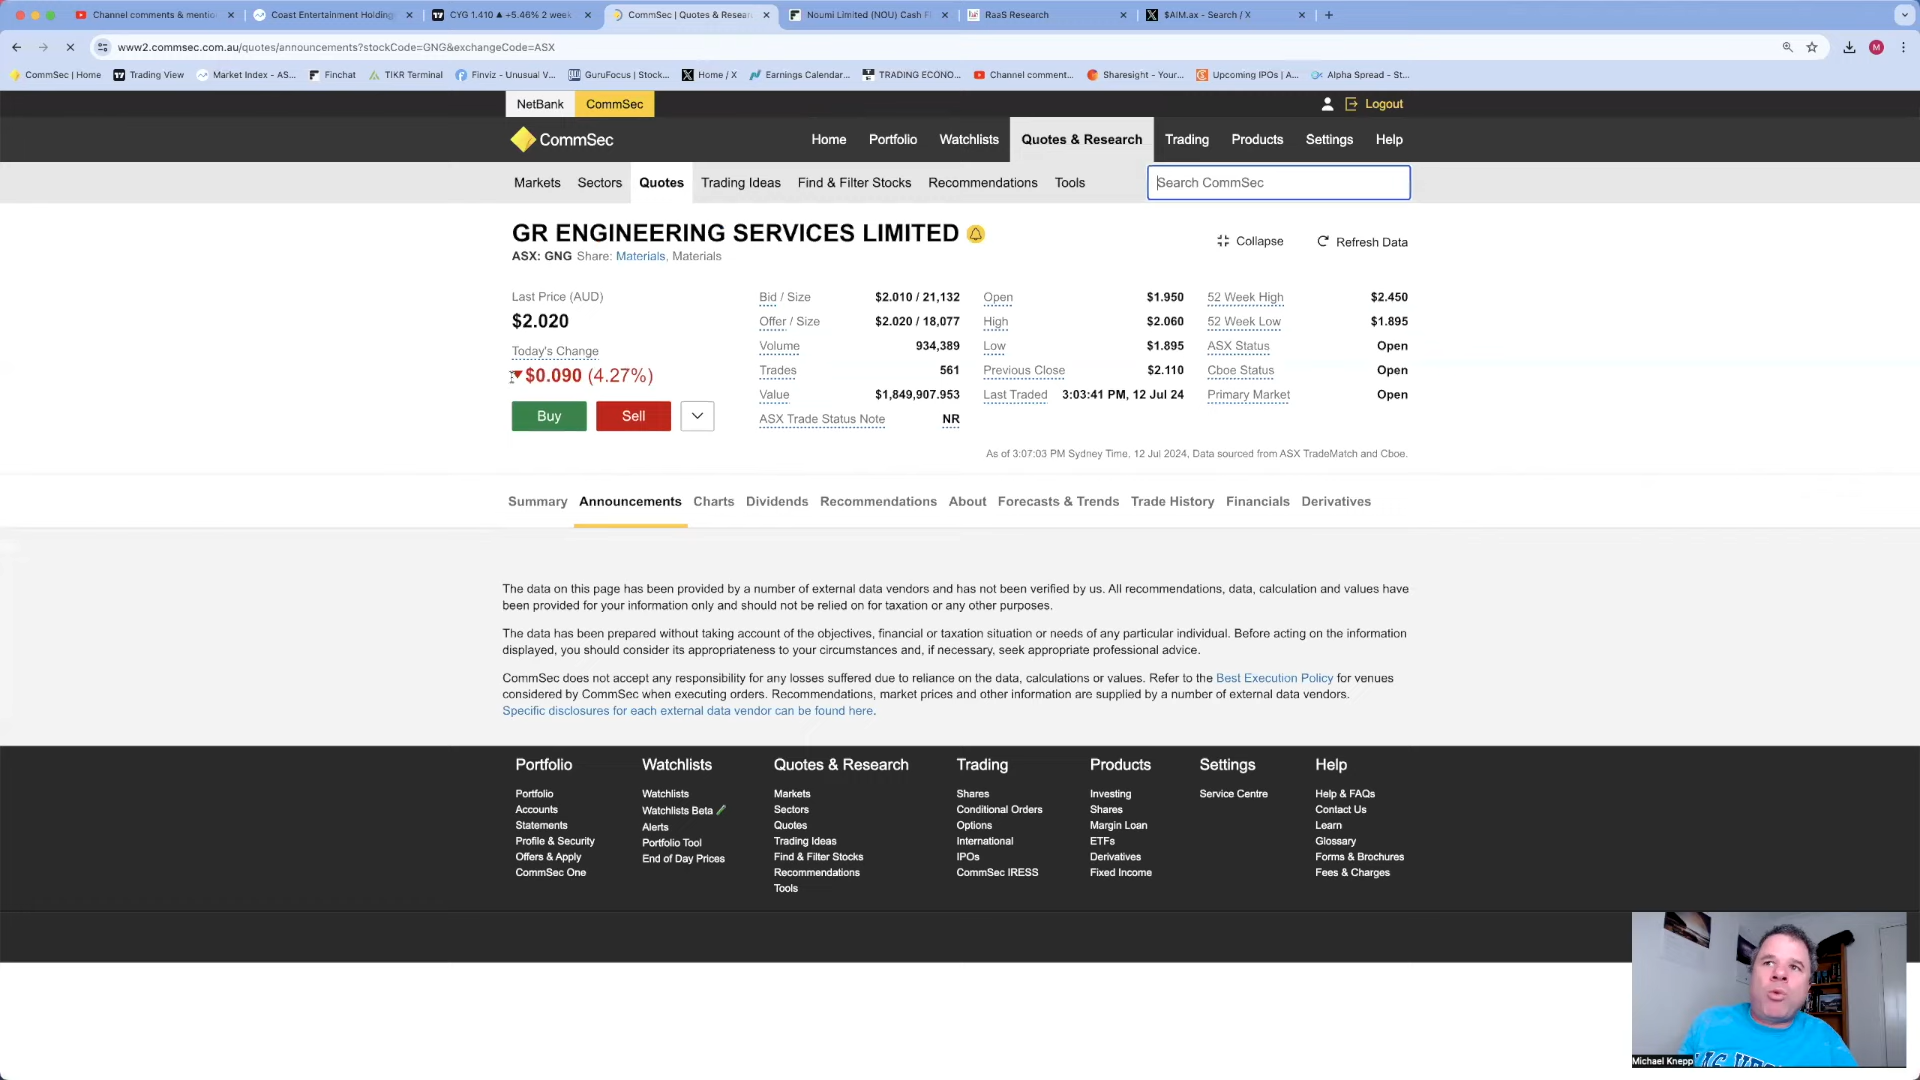 Channel comments & mentio
Coast Entertainment Holding
CYG 1.410 ▲ +5.46% 2 week
CommSec | Quotes & Resear
Noumi Limited (NOU) Cash F
RaaS Research
$AIM.ax - Search / X
www2.commsec.com.au/quotes/announcements?stockCode=GNG&exchangeCode=ASX
M
CommSec | Home
Trading View
Market Index - AS...
Finchat
TIKR Terminal
Finviz - Unusual V...
GuruFocus | Stock...
Home / X
Earnings Calendar...
TRADING ECONO...
Channel comment...
Sharesight - Your...
Upcoming IPOs | A...
Alpha Spread - St...
NetBank
CommSec
Logout
CommSec
Home
Portfolio
Watchlists
Quotes & Research
Trading
Products
Settings
Help
Markets
Sectors
Quotes
Trading Ideas
Find & Filter Stocks
Recommendations
Tools
Search CommSec
GR ENGINEERING SERVICES LIMITED
Collapse
Refresh Data
ASX: GNG Share: Materials, Materials
Last Price (AUD)
$2.020
Today's Change
▼$0.090 (4.27%)
Buy
Sell
Bid / Size $2.010 / 21,132
Offer / Size $2.020 / 18,077
Volume 934,389
Trades 561
Value $1,849,907.953
ASX Trade Status Note NR
Open $1.950
High $2.060
Low $1.895
Previous Close $2.110
Last Traded 3:03:41 PM, 12 Jul 24
52 Week High $2.450
52 Week Low $1.895
ASX Status Open
Cboe Status Open
Primary Market Open
As of 3:07:03 PM Sydney Time, 12 Jul 2024, Data sourced from ASX TradeMatch and Cboe.
Summary
Announcements
Charts
Dividends
Recommendations
About
Forecasts & Trends
Trade History
Financials
Derivatives
The data on this page has been provided by a number of external data vendors and has not been verified by us. All recommendations, data, calculation and values have
been provided for your information only and should not be relied on for taxation or any other purposes.
The data has been prepared without taking account of the objectives, financial or taxation situation or needs of any particular individual. Before acting on the information
displayed, you should consider its appropriateness to your circumstances and, if necessary, seek appropriate professional advice.
CommSec does not accept any responsibility for any losses suffered due to reliance on the data, calculations or values. Refer to the Best Execution Policy for venues
considered by CommSec when executing orders. Recommendations, market prices and other information are supplied by a number of external data vendors.
Specific disclosures for each external data vendor can be found here.
Portfolio
Portfolio
Accounts
Statements
Profile & Security
Offers & Apply
CommSec One
Watchlists
Watchlists
Watchlists Beta
Alerts
Portfolio Tool
End of Day Prices
Quotes & Research
Markets
Sectors
Quotes
Trading Ideas
Find & Filter Stocks
Recommendations
Tools
Trading
Shares
Conditional Orders
Options
International
IPOs
CommSec IRESS
Products
Investing
Shares
Margin Loan
ETFs
Derivatives
Fixed Income
Settings
Service Centre
Help
Help & FAQs
Contact Us
Learn
Glossary
Forms & Brochures
Fees & Charges
Michael Knepp